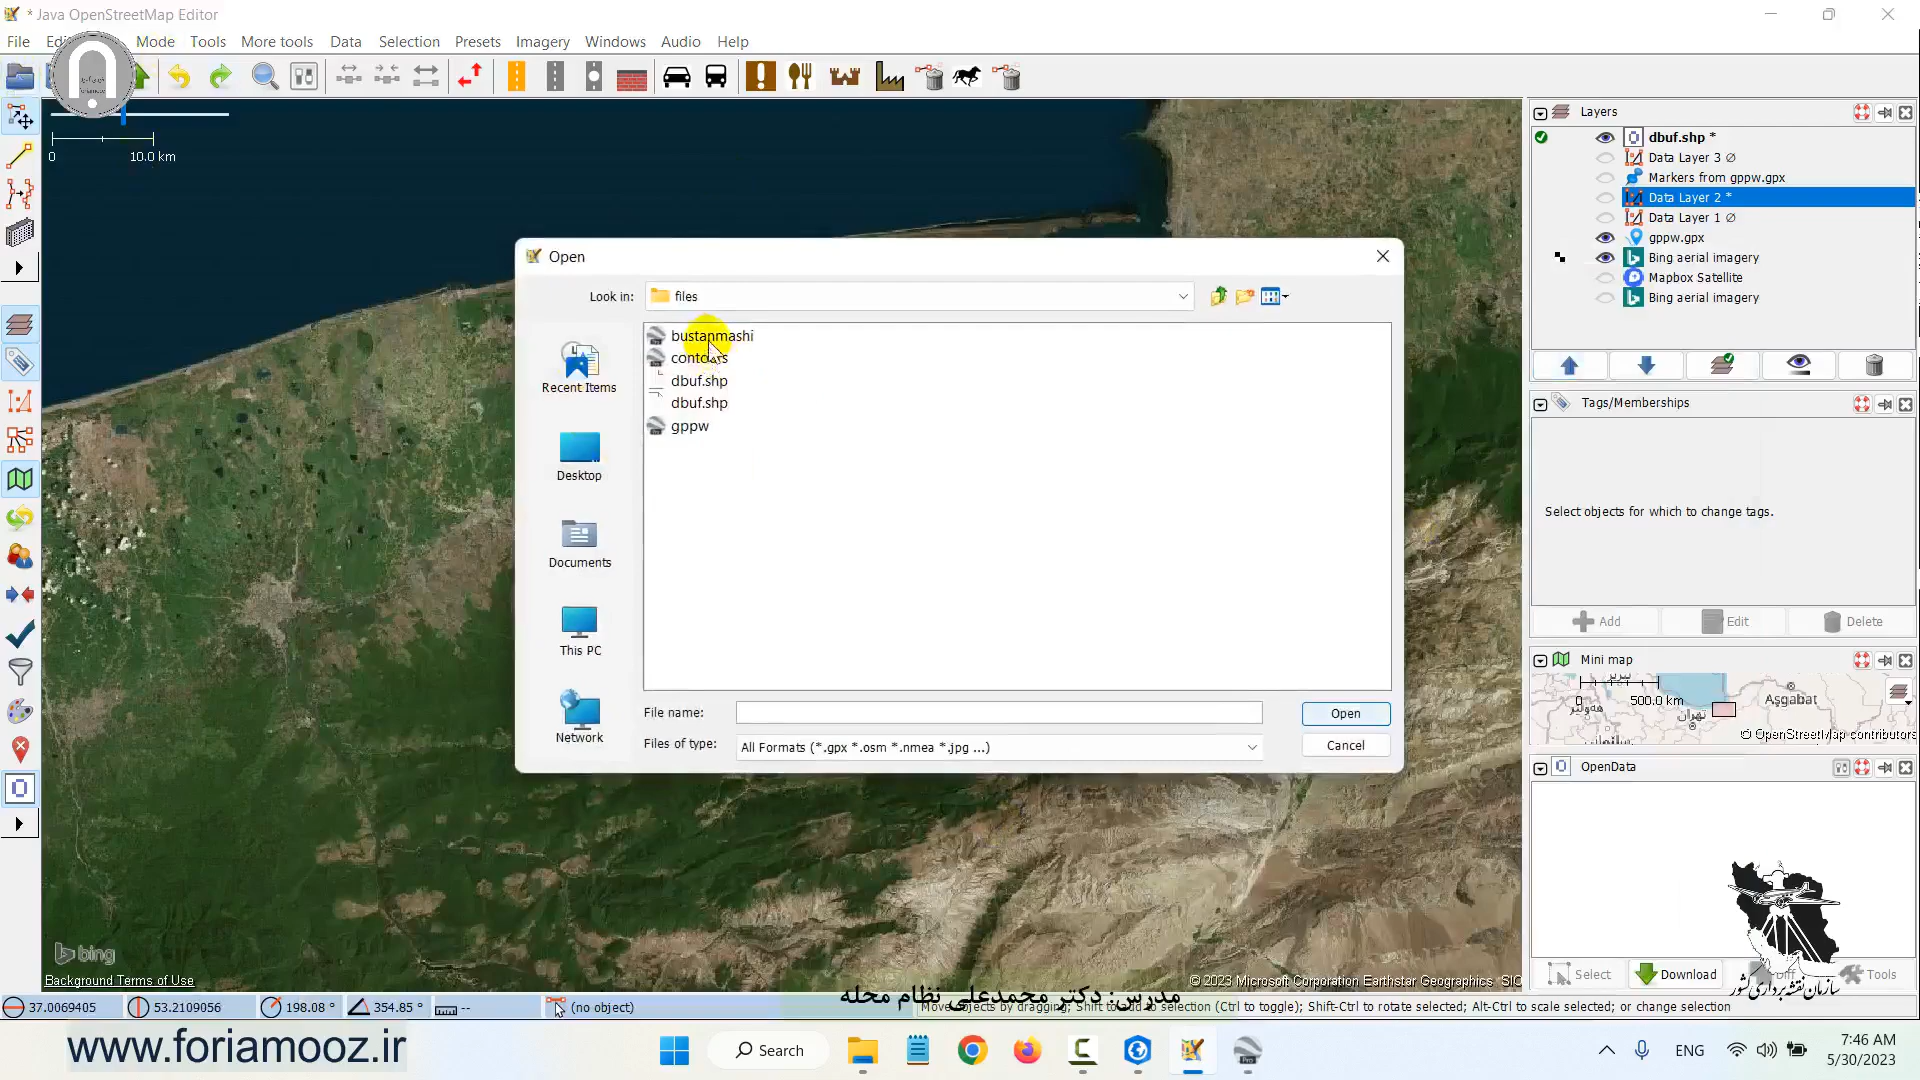 * Java OpenStreetMap Editor
File
Mode
Tools
More tools
Data
Selection
Presets
Imagery
Windows
Audio
Help
0
10.0 km
Open
Look in:
files
bustanmashi
dbuf.shp
dbuf.shp
gppw
Recent Items
Desktop
Documents
This PC
Network
File name:
Open
Files of type:
All Formats (*.gpx *.osm *.nmea *.jpg ...)
Cancel
Layers
dbuf.shp *
Data Layer 3 ∅
Markers from gppw.gpx
Data Layer 2 *
Data Layer 1 ∅
gppw.gpx
Bing aerial imagery
Mapbox Satellite
Bing aerial imagery
Tags/Memberships
Select objects for which to change tags.
Add
Edit
Delete
Mini map
0
500.0 km
Aşgabat
تهران
© OpenStreetMap contributors
OpenData
Select
Download
Tools
سازمان نقشه‌برداری کشور
bing
Background Terms of Use
© 2023 Microsoft Corporation Earthstar Geographics SIO
37.0069405
53.2109056
198.08 °
354.85 °
--
(no object)
مدرس: دکتر محمدعلی نظام محله
Move objects by dragging; Shift to add to selection (Ctrl to toggle); Shift-Ctrl to rotate selected; Alt-Ctrl to scale selected; or change selection
www.foriamooz.ir
Search
ENG
7:46 AM
5/30/2023